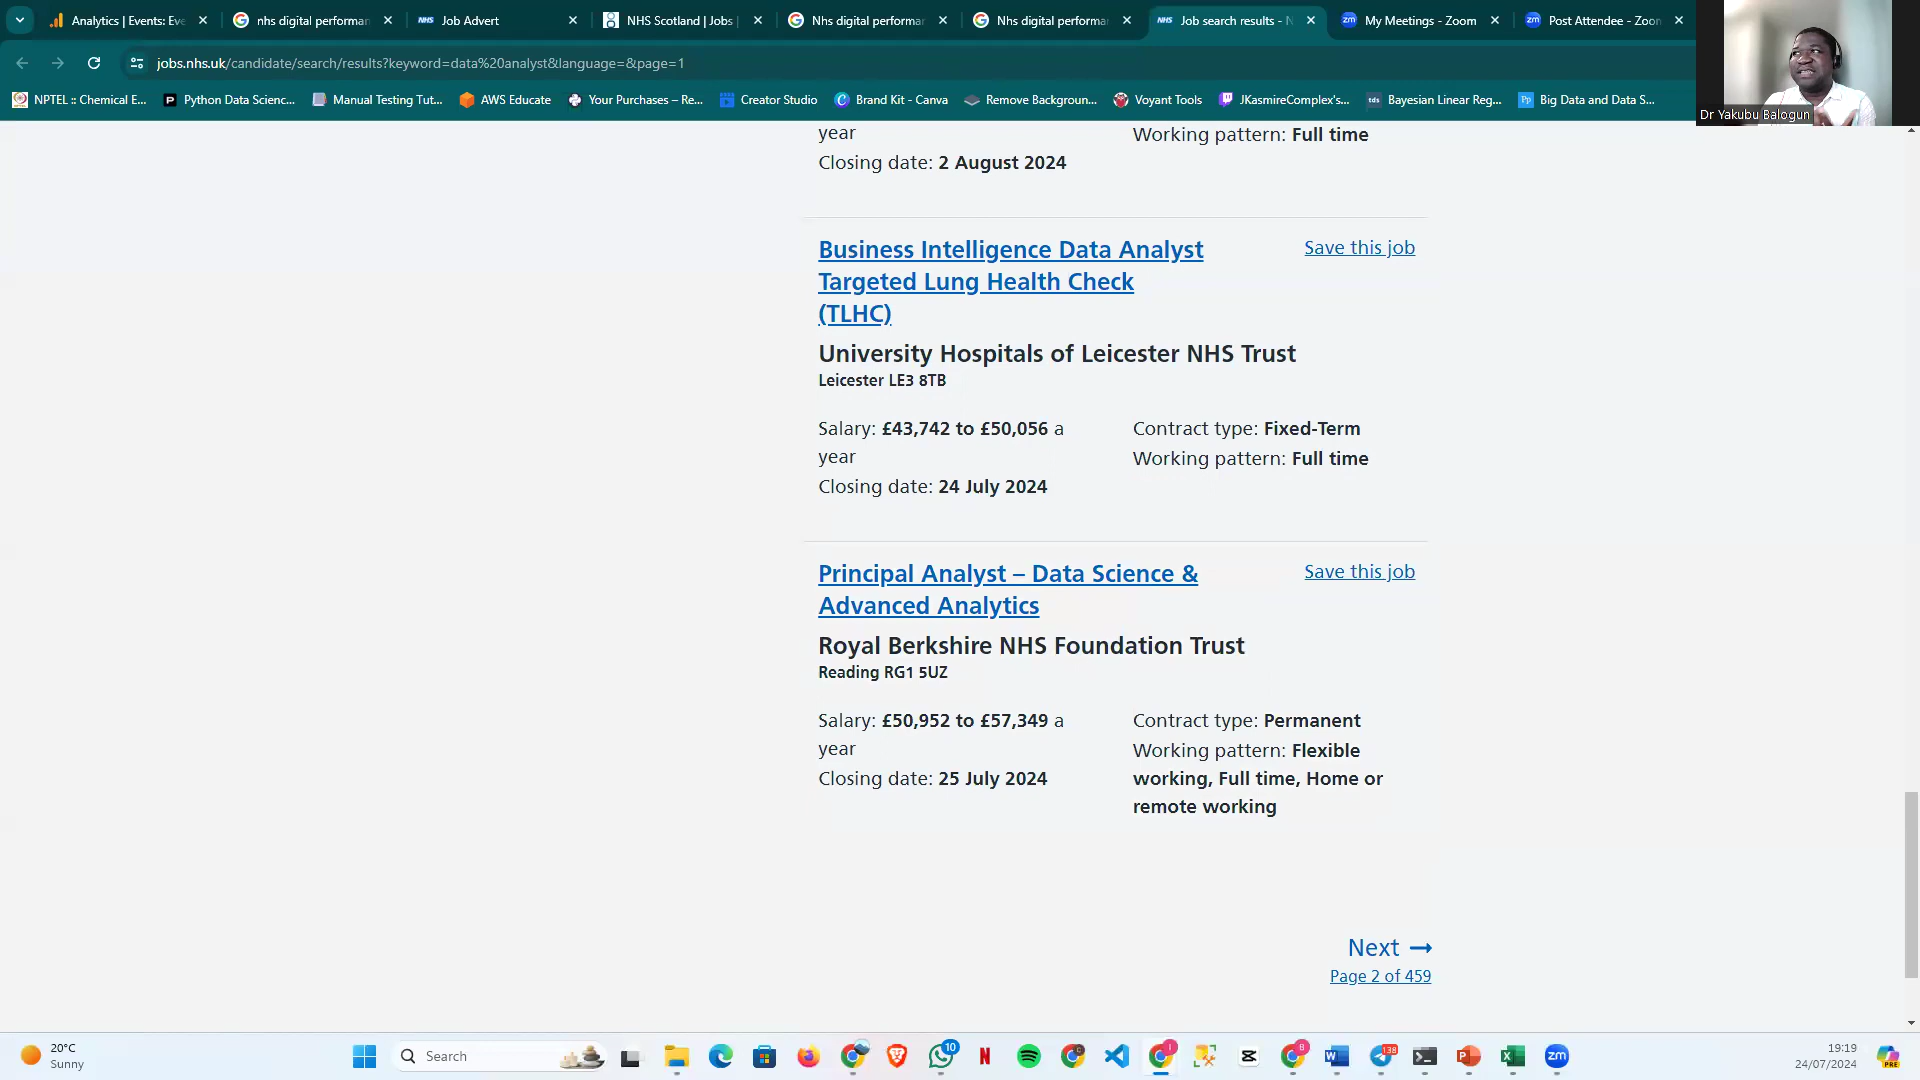 Analytics | Events: Eve
nhs digital performan
NHS Job Advert
NHS Scotland | Jobs |
Nhs digital performan
Nhs digital performan
NHS Job search results - N
zm My Meetings - Zoom
zm Post Attendee - Zoom
jobs.nhs.uk/candidate/search/results?keyword=data%20analyst&language=&page=1
NPTEL :: Chemical E...
Python Data Scienc...
Manual Testing Tut...
AWS Educate
Your Purchases – Re...
Creator Studio
Brand Kit - Canva
Remove Backgroun...
Voyant Tools
JKasmireComplex's...
tds Bayesian Linear Reg...
Pp Big Data and Data S...
Dr Yakubu Balogun
year
Working pattern: Full time
Closing date: 2 August 2024
Business Intelligence Data Analyst
Targeted Lung Health Check
(TLHC)
Save this job
University Hospitals of Leicester NHS Trust
Leicester LE3 8TB
Salary: £43,742 to £50,056 a
year
Closing date: 24 July 2024
Contract type: Fixed-Term
Working pattern: Full time
Principal Analyst – Data Science &
Advanced Analytics
Save this job
Royal Berkshire NHS Foundation Trust
Reading RG1 5UZ
Salary: £50,952 to £57,349 a
year
Closing date: 25 July 2024
Contract type: Permanent
Working pattern: Flexible
working, Full time, Home or
remote working
Next
Page 2 of 459
20°C
Sunny
Search
10
138
zm
19:19
24/07/2024